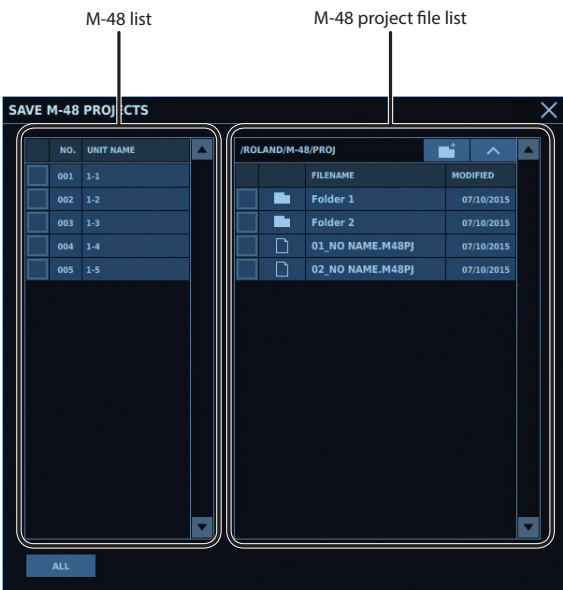 M-48 list
M-48 project file list
SAVE M-48 PROJECTS
NO. UNIT NAME
001 1-1
002 1-2
003 1-3
004 1-4
005 1-5
/ROLAND/M-48/PROJ
FILENAME MODIFIED
Folder 1 07/10/2015
Folder 2 07/10/2015
01_NO NAME.M48PJ 07/10/2015
02_NO NAME.M48PJ 07/10/2015
ALL